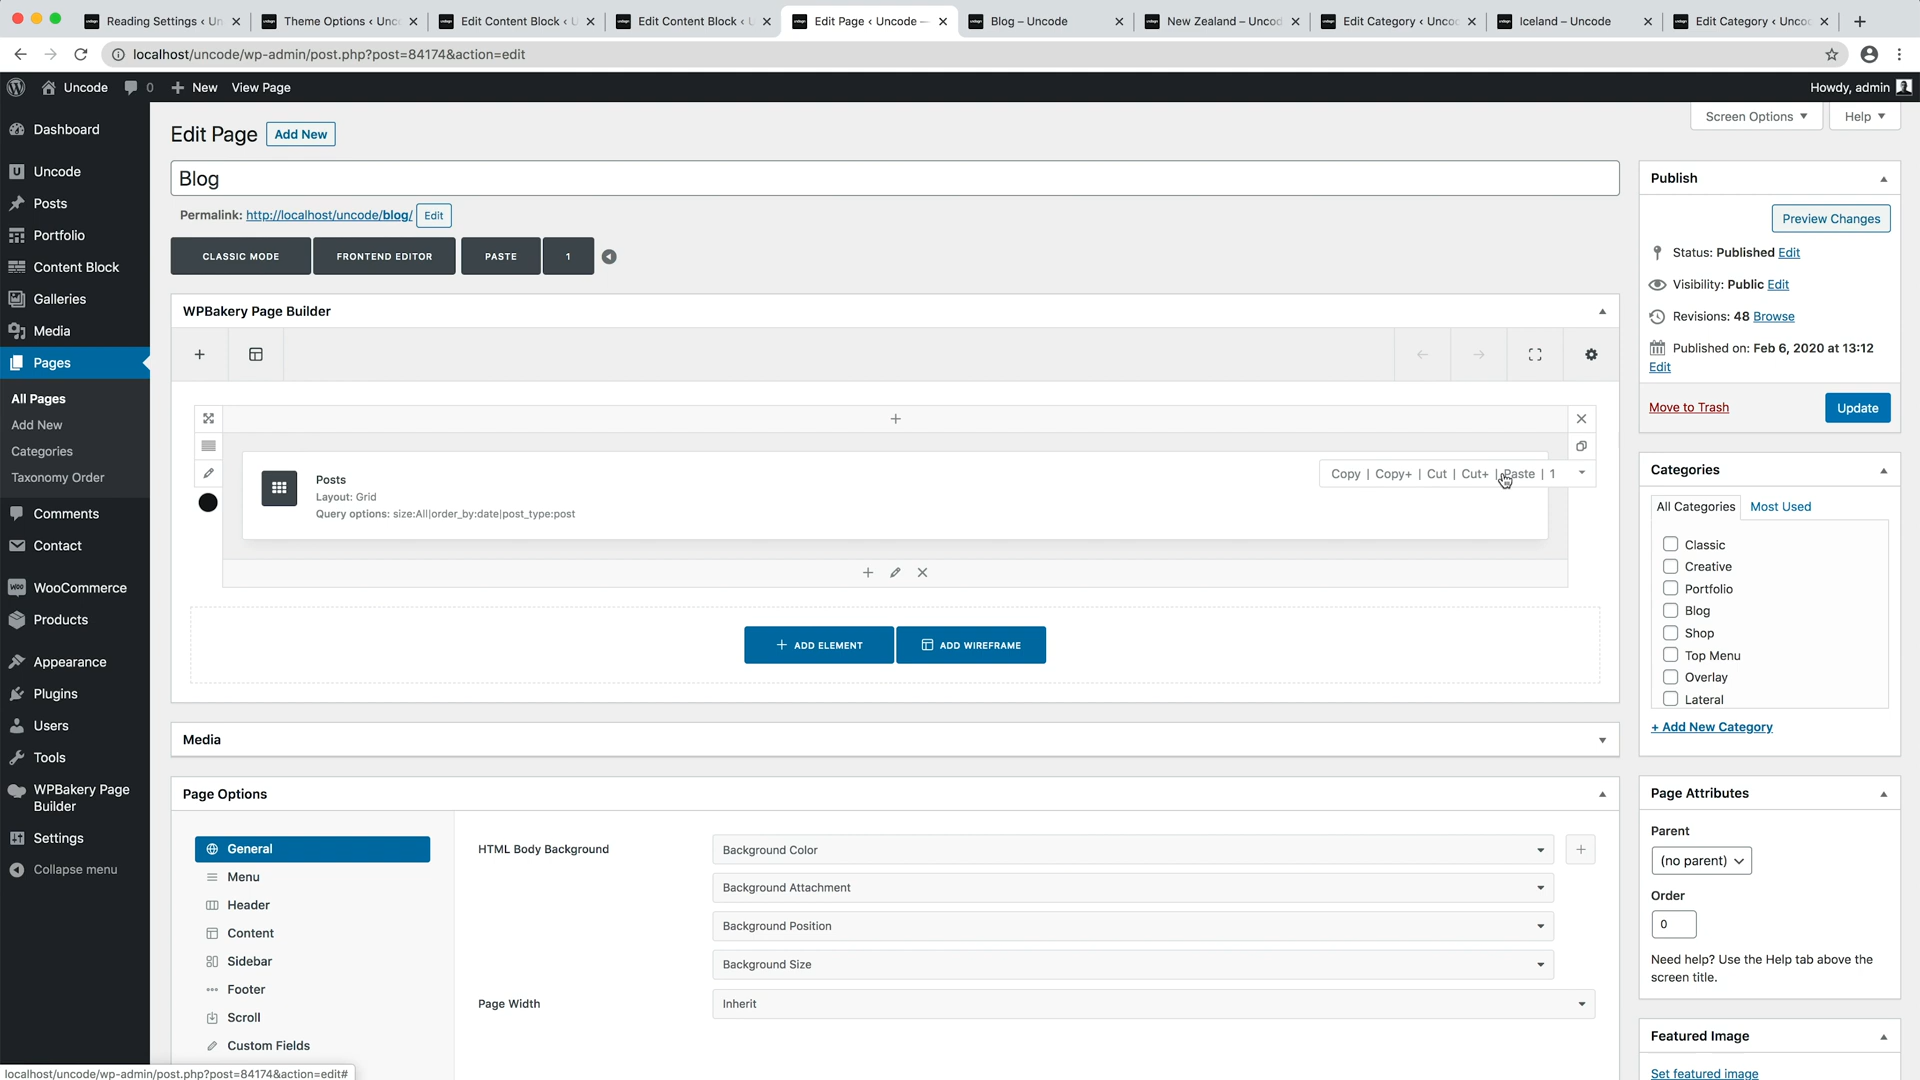 Reading Settings ‹ Un
Theme Options ‹ Unc
Edit Content Block ‹ U
Edit Content Block ‹ U
Edit Page ‹ Uncode —
Blog – Uncode
New Zealand – Uncod
Edit Category ‹ Unco
Iceland – Uncode
Edit Category ‹ Unco
localhost/uncode/wp-admin/post.php?post=84174&action=edit
Uncode
0
New
View Page
Howdy, admin
Dashboard
Uncode
Posts
Portfolio
Content Block
Galleries
Media
Pages
All Pages
Add New
Categories
Taxonomy Order
Comments
Contact
WooCommerce
Products
Appearance
Plugins
Users
Tools
WPBakery Page
Builder
Settings
Collapse menu
Screen Options
Help
Edit Page
Add New
Blog
Permalink: http://localhost/uncode/blog/ Edit
CLASSIC MODE
FRONTEND EDITOR
PASTE
1
WPBakery Page Builder
Posts
Layout: Grid
Query options: size:All|order_by:date|post_type:post
Copy | Copy+ | Cut | Cut+ | Paste | 1
ADD ELEMENT
ADD WIREFRAME
Media
Page Options
General
Menu
Header
Content
Sidebar
Footer
Scroll
Custom Fields
HTML Body Background
Background Color
Background Attachment
Background Position
Background Size
Page Width
Inherit
Publish
Preview Changes
Status: Published Edit
Visibility: Public Edit
Revisions: 48 Browse
Published on: Feb 6, 2020 at 13:12
Edit
Move to Trash
Update
Categories
All Categories
Most Used
Classic
Creative
Portfolio
Blog
Shop
Top Menu
Overlay
Lateral
+ Add New Category
Page Attributes
Parent
(no parent)
Order
0
Need help? Use the Help tab above the
screen title.
Featured Image
Set featured image
localhost/uncode/wp-admin/post.php?post=84174&action=edit#